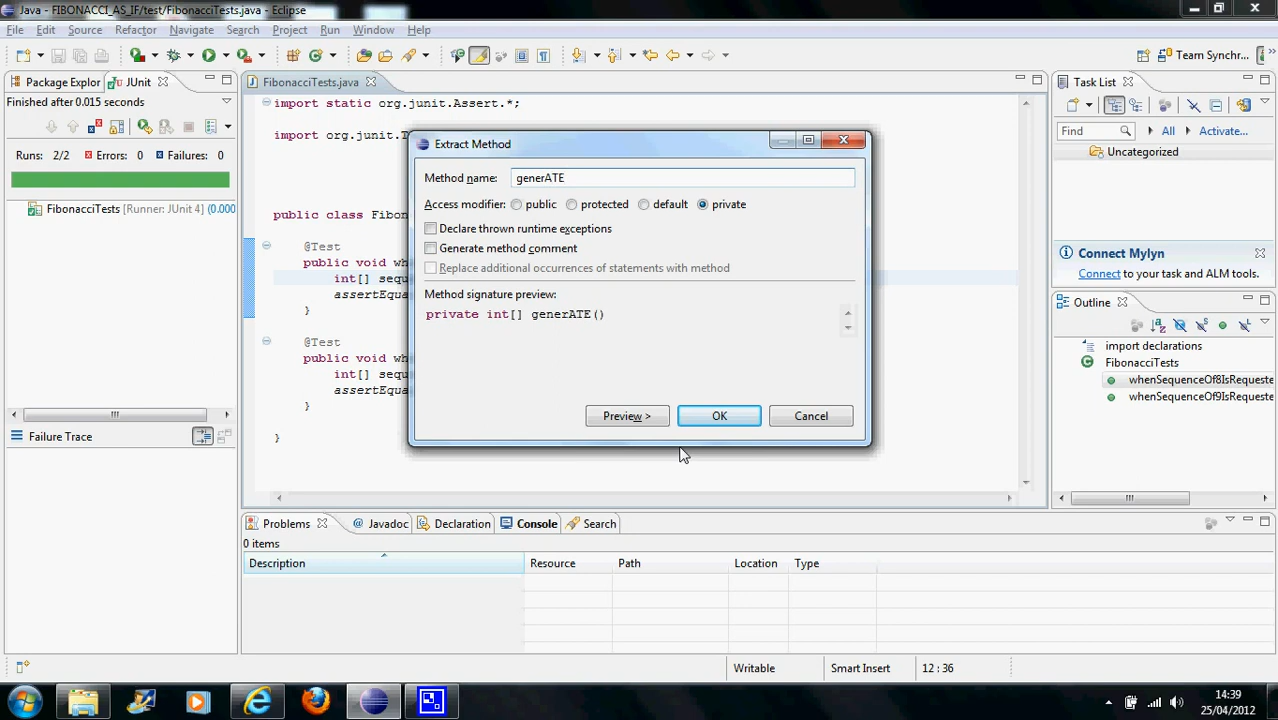 Java - FIBONACCI_AS_IF/test/FibonacciTests.java - Eclipse
File Edit Source Refactor Navigate Search Project Run Window Help
Team Synchr...
Package Explor JUnit
FibonacciTests.java
Task List
Finished after 0.015 seconds
import static org.junit.Assert.*;
import org.junit.T
Find All Activate...
Uncategorized
Runs: 2/2 Errors: 0 Failures: 0
FibonacciTests [Runner: JUnit 4] (0.000
public class Fibo
@Test
public void wh
int[] sequ
assertEqua
}
@Test
public void wh
int[] sequ
assertEqua
}
}
Extract Method
Method name: generATE
Access modifier: public protected default private
Declare thrown runtime exceptions
Generate method comment
Replace additional occurrences of statements with method
Method signature preview:
private int[] generATE()
Preview > OK Cancel
Connect Mylyn
Connect to your task and ALM tools.
Outline
import declarations
FibonacciTests
whenSequenceOf8IsRequeste
whenSequenceOf9IsRequeste
Failure Trace
Problems Javadoc Declaration Console Search
0 items
Description Resource Path Location Type
Writable Smart Insert 12 : 36
14:39
25/04/2012